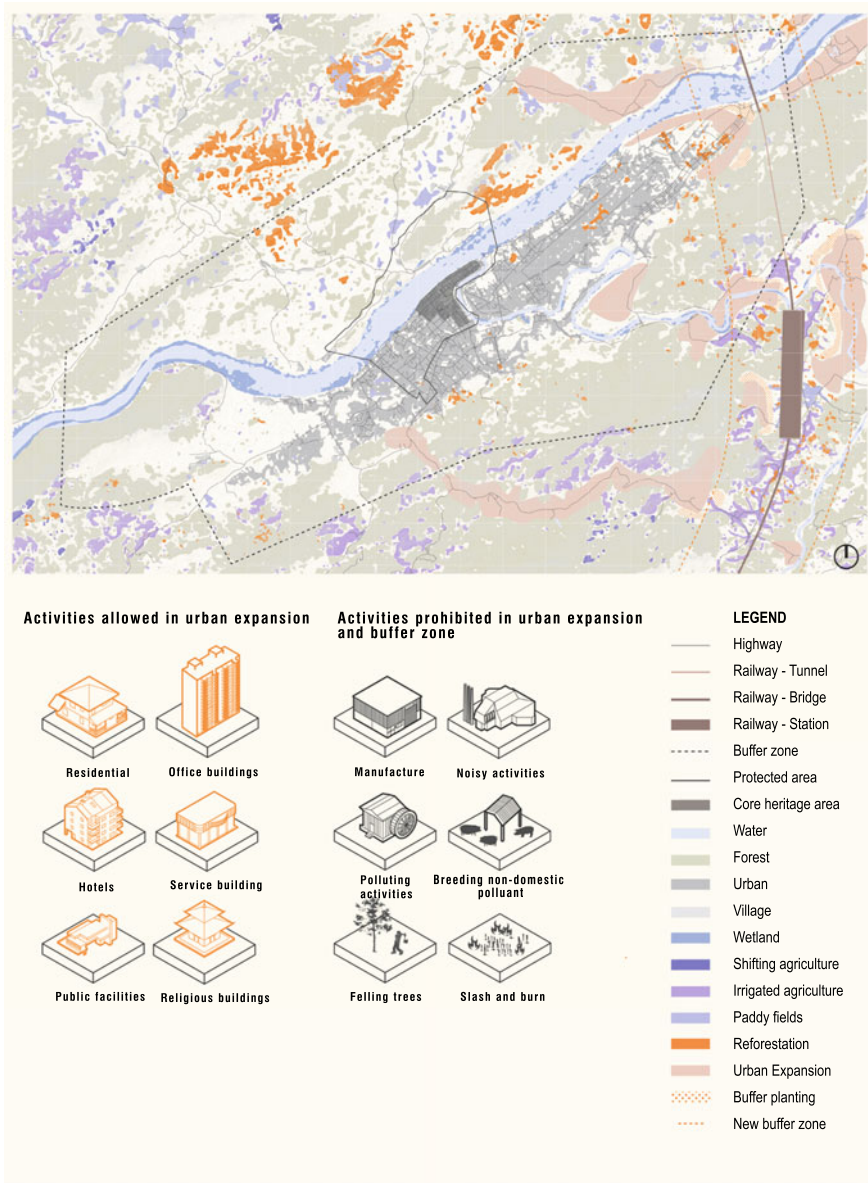 Activities allowed in urban expansion
Residential
Office buildings
Hotels
Service building
Public facilities
Religious buildings
Activities prohibited in urban expansion
and buffer zone
Manufacture
Noisy activities
Polluting
activities
Breeding non-domestic
polluant
Felling trees
Slash and burn
LEGEND
Highway
Railway - Tunnel
Railway - Bridge
Railway - Station
Buffer zone
Protected area
Core heritage area
Water
Forest
Urban
Village
Wetland
Shifting agriculture
Irrigated agriculture
Paddy fields
Reforestation
Urban Expansion
Buffer planting
New buffer zone